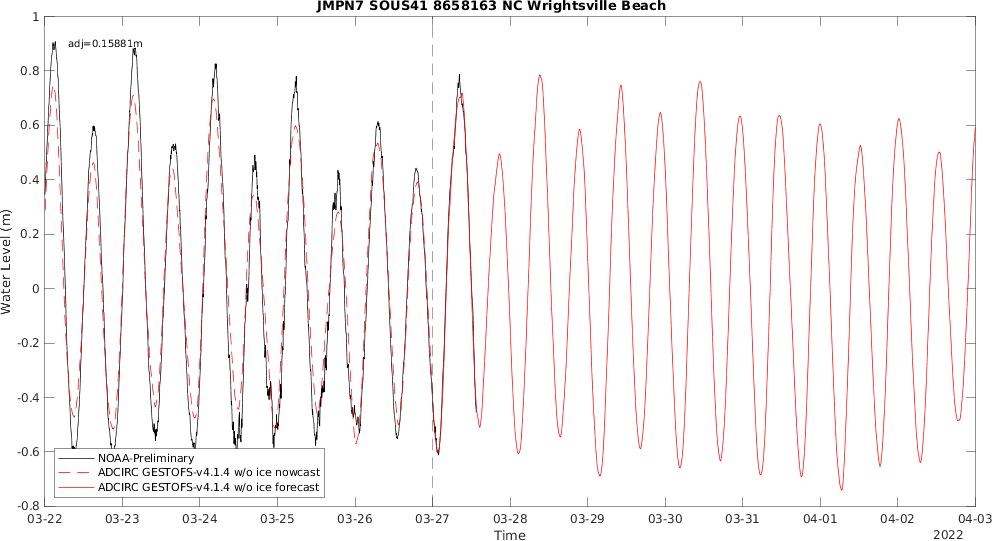 JMPN7 SOUS41 8658163 NC Wrightsville Beach
adj=0.15881m
1
0.8
0.6
0.4
0.2
0
-0.2
-0.4
-0.6
-0.8
Water Level (m)
NOAA-Preliminary
ADCIRC GESTOFS-v4.1.4 w/o ice nowcast
ADCIRC GESTOFS-v4.1.4 w/o ice forecast
03-22 03-23 03-24 03-25 03-26 03-27 03-28 03-29 03-30 03-31 04-01 04-02 04-03
Time
2022